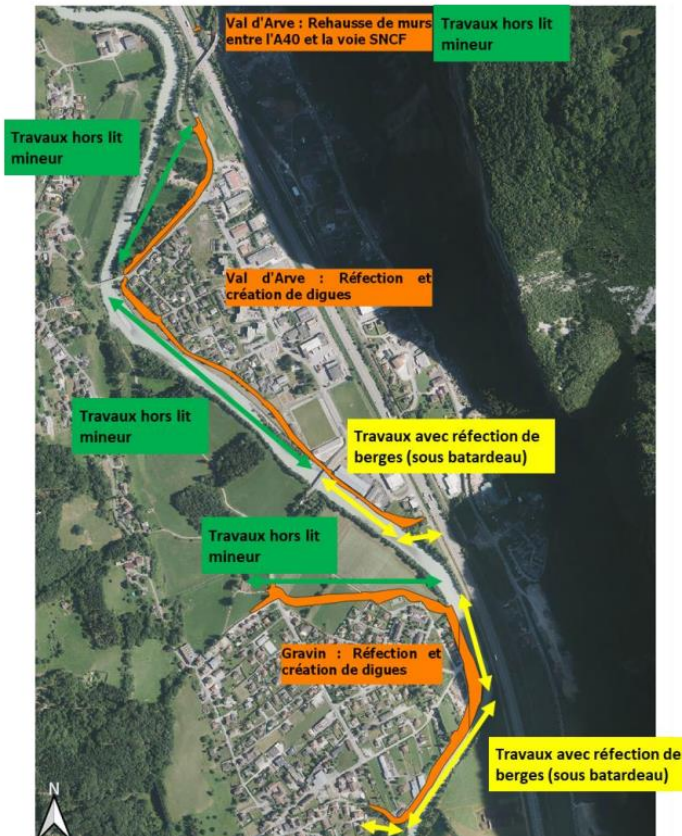 Val d'Arve : Rehausse de murs
entre l'A40 et la voie SNCF
Travaux hors lit
mineur
Travaux hors lit
mineur
Val d'Arve : Réfection et
création de digues
Travaux hors lit
mineur
Travaux avec réfection de
berges (sous batardeau)
Travaux hors lit
mineur
Gravin : Réfection et
création de digues
Travaux avec réfection de
berges (sous batardeau)
N